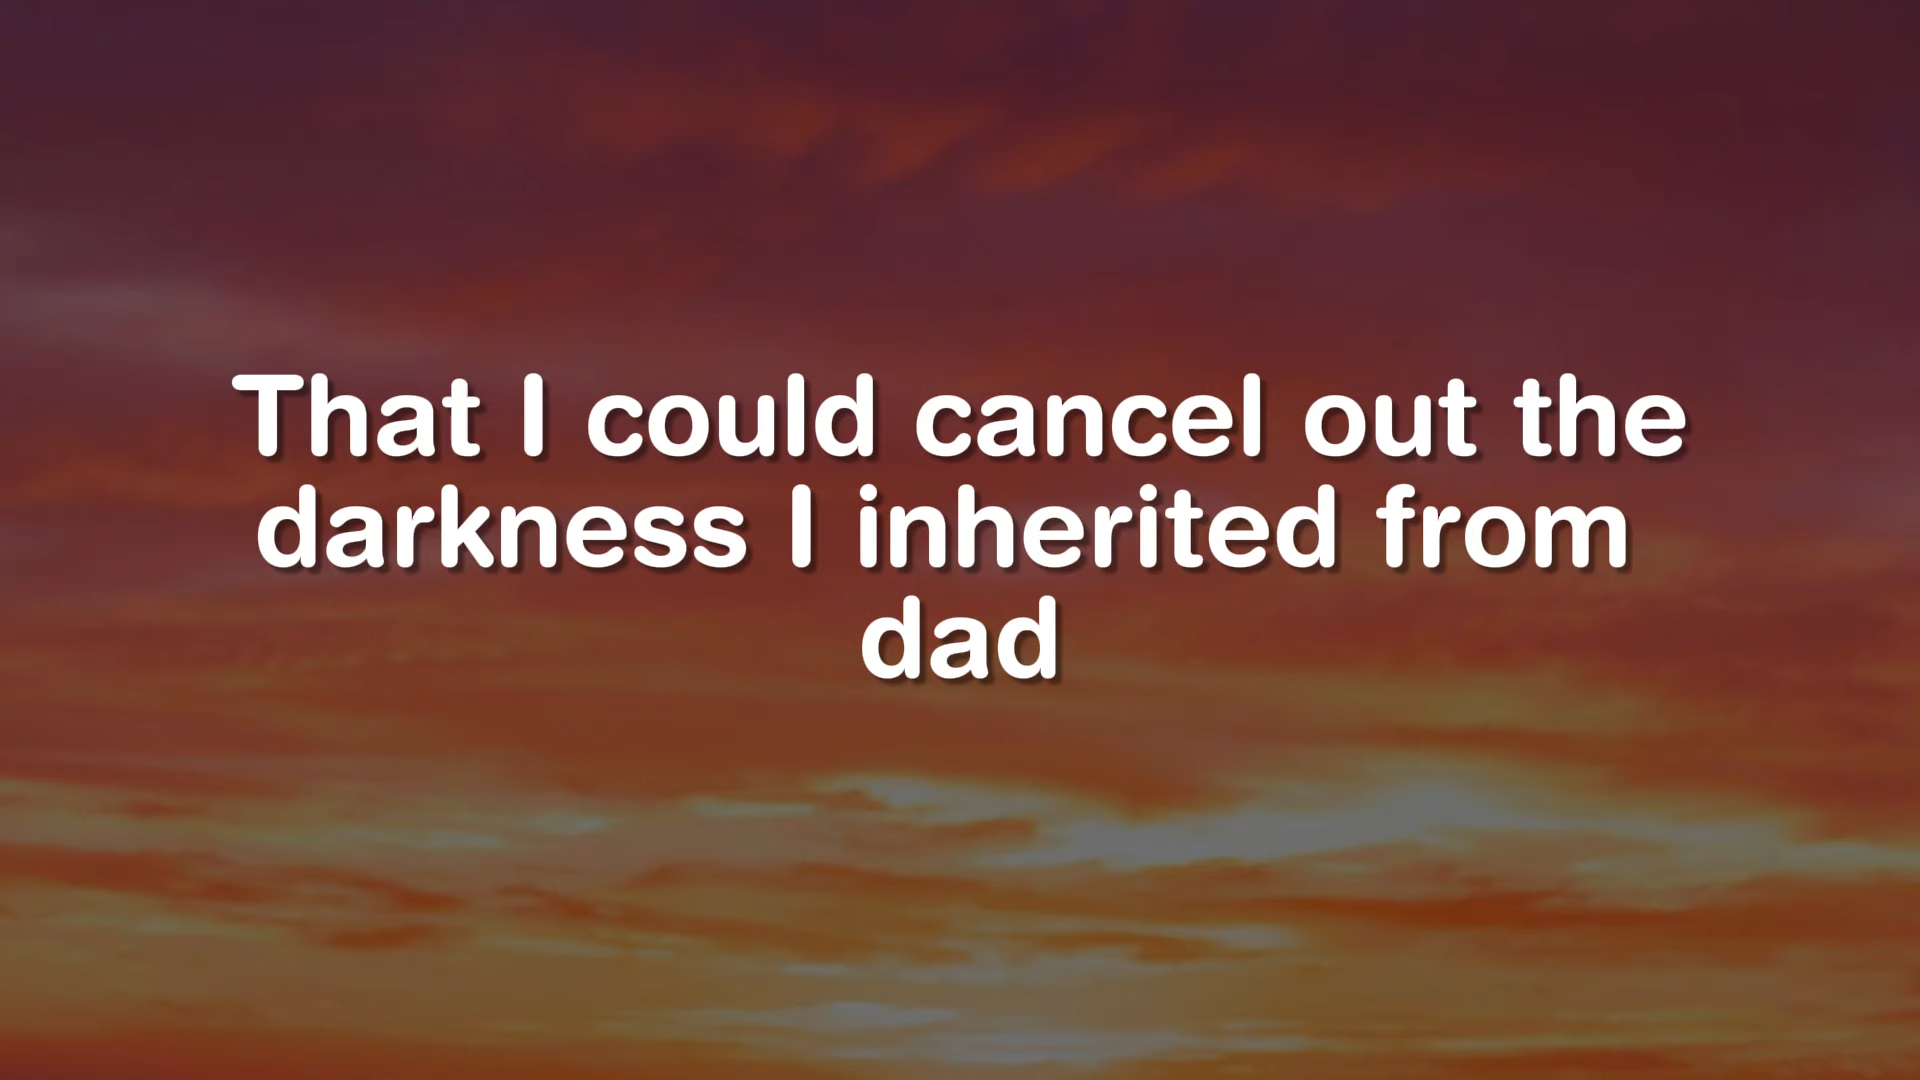 That I could cancel out the
darkness I inherited from
dad